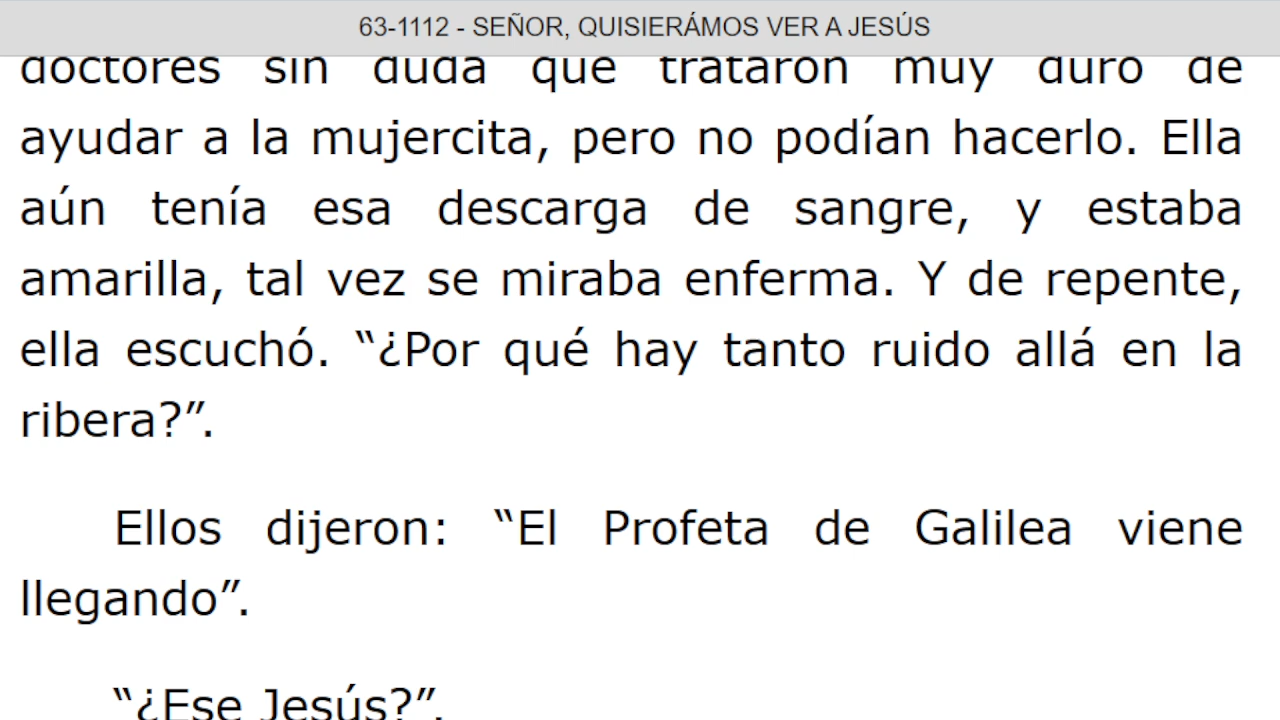 63-1112 - SEÑOR, QUISIERÁMOS VER A JESÚS
doctores sin duda que trataron muy duro de
ayudar a la mujercita, pero no podían hacerlo. Ella
aún tenía esa descarga de sangre, y estaba
amarilla, tal vez se miraba enferma. Y de repente,
ella escuchó. “¿Por qué hay tanto ruido allá en la
ribera?”.
Ellos dijeron: “El Profeta de Galilea viene
llegando”.
“¿Ese Jesús?”.